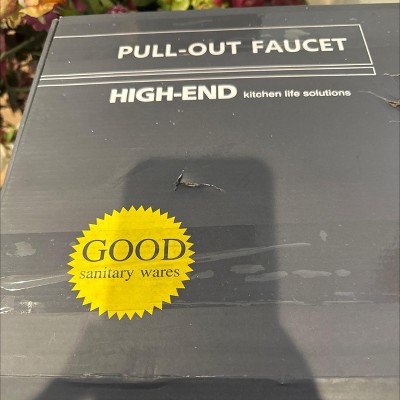 PULL-OUT FAUCET
HIGH-END kitchen life solutions
GOOD
sanitary wares